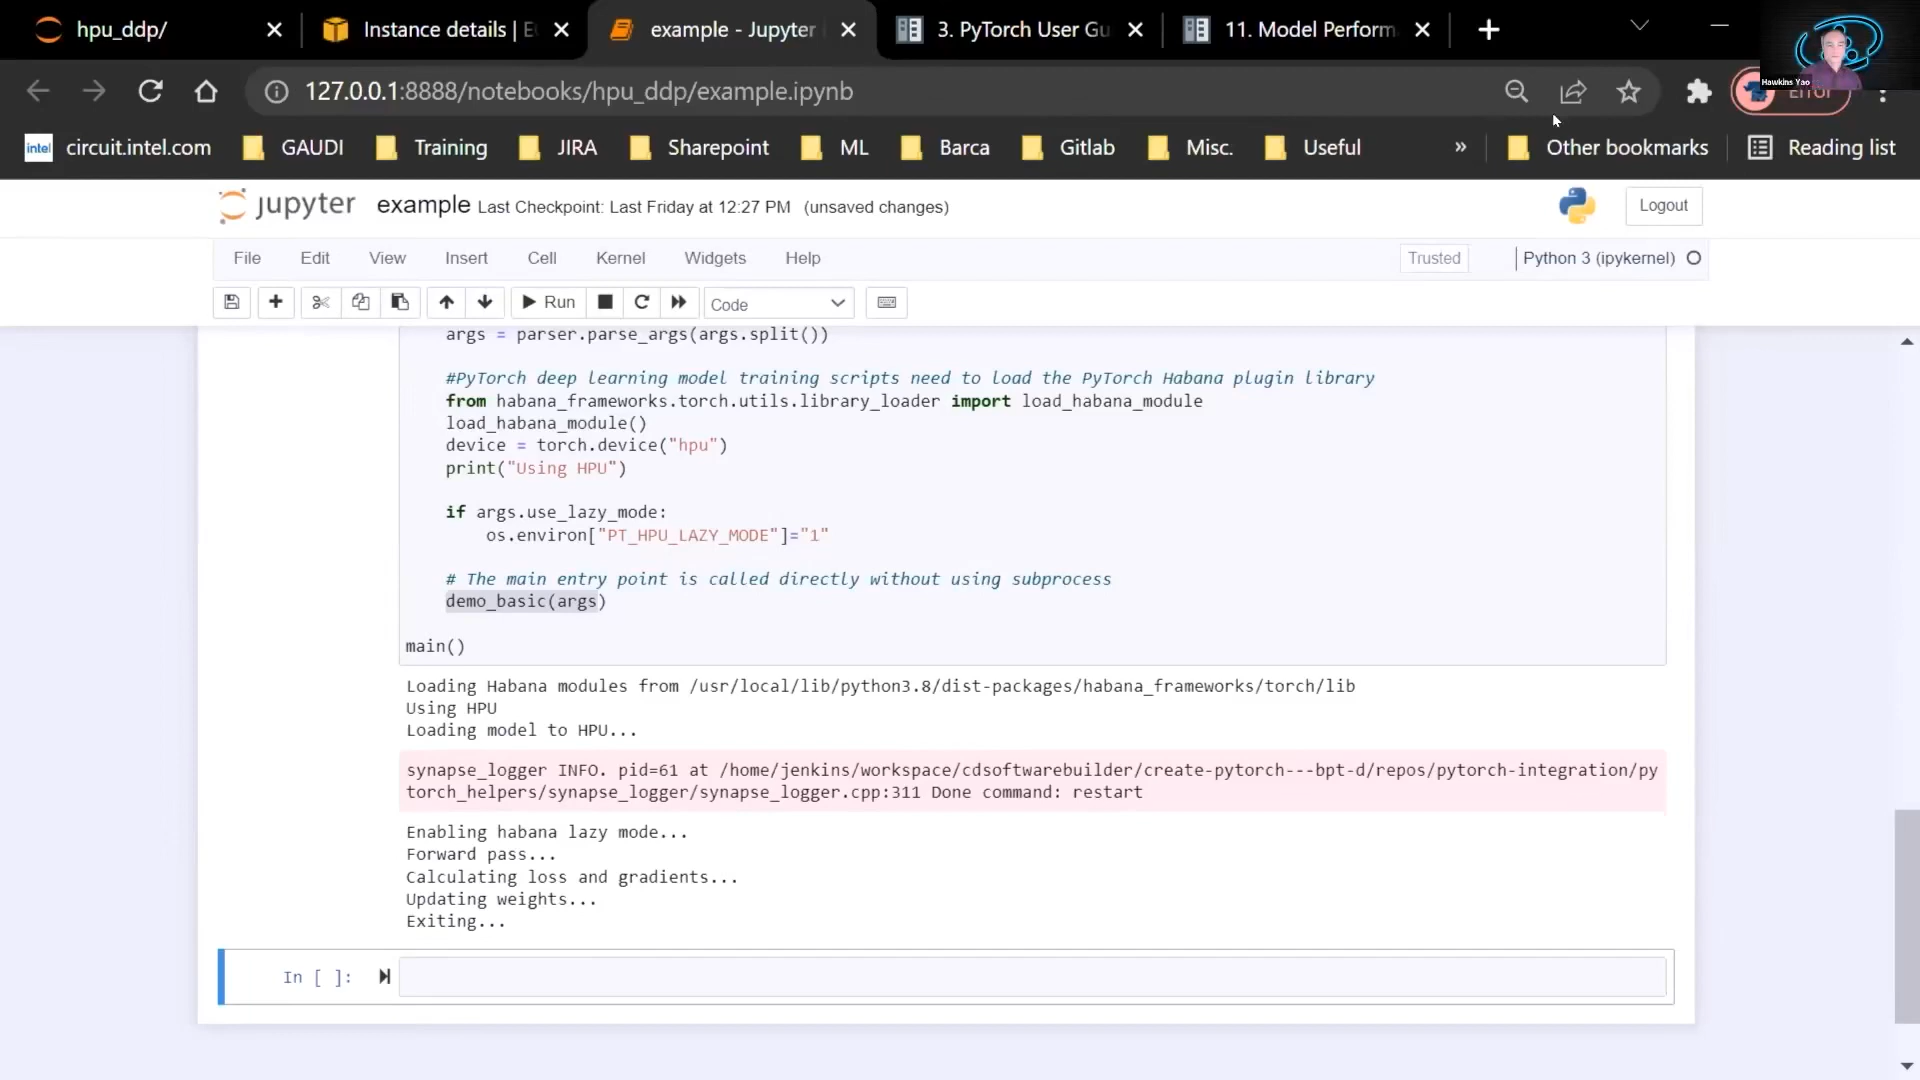 hpu_ddp/
Instance details | E
example - Jupyter
3. PyTorch User Gu
11. Model Perform
Hawkins Yao
127.0.0.1:8888/notebooks/hpu_ddp/example.ipynb
Error
intel circuit.intel.com
GAUDI
Training
JIRA
Sharepoint
ML
Barca
Gitlab
Misc.
Useful
»
Other bookmarks
Reading list
jupyter example Last Checkpoint: Last Friday at 12:27 PM (unsaved changes)
Logout
File Edit View Insert Cell Kernel Widgets Help
Trusted
Python 3 (ipykernel)
Run
Code
args = parser.parse_args(args.split())
#PyTorch deep learning model training scripts need to load the PyTorch Habana plugin library
from habana_frameworks.torch.utils.library_loader import load_habana_module
load_habana_module()
device = torch.device("hpu")
print("Using HPU")
if args.use_lazy_mode:
os.environ["PT_HPU_LAZY_MODE"]="1"
# The main entry point is called directly without using subprocess
demo_basic(args)
main()
Loading Habana modules from /usr/local/lib/python3.8/dist-packages/habana_frameworks/torch/lib
Using HPU
Loading model to HPU...
synapse_logger INFO. pid=61 at /home/jenkins/workspace/cdsoftwarebuilder/create-pytorch---bpt-d/repos/pytorch-integration/py
torch_helpers/synapse_logger/synapse_logger.cpp:311 Done command: restart
Enabling habana lazy mode...
Forward pass...
Calculating loss and gradients...
Updating weights...
Exiting...
In [ ]: